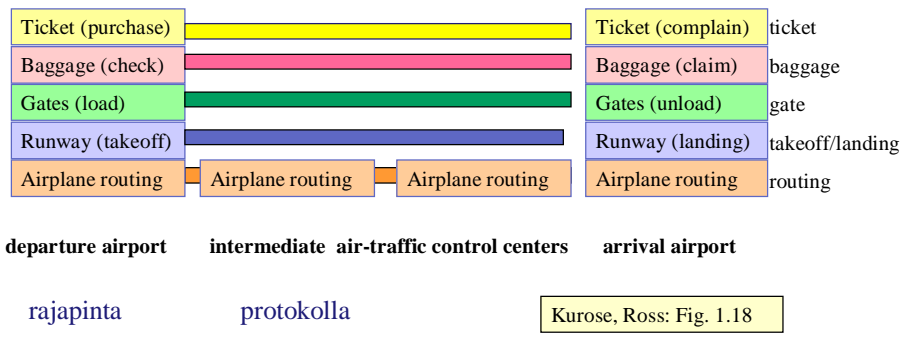 Ticket (purchase) Ticket (complain) ticket
Baggage (check) Baggage (claim) baggage
Gates (load) Gates (unload) gate
Runway (takeoff) Runway (landing) takeoff/landing
Airplane routing Airplane routing Airplane routing Airplane routing routing
departure airport intermediate air-traffic control centers arrival airport
rajapinta protokolla Kurose, Ross: Fig. 1.18